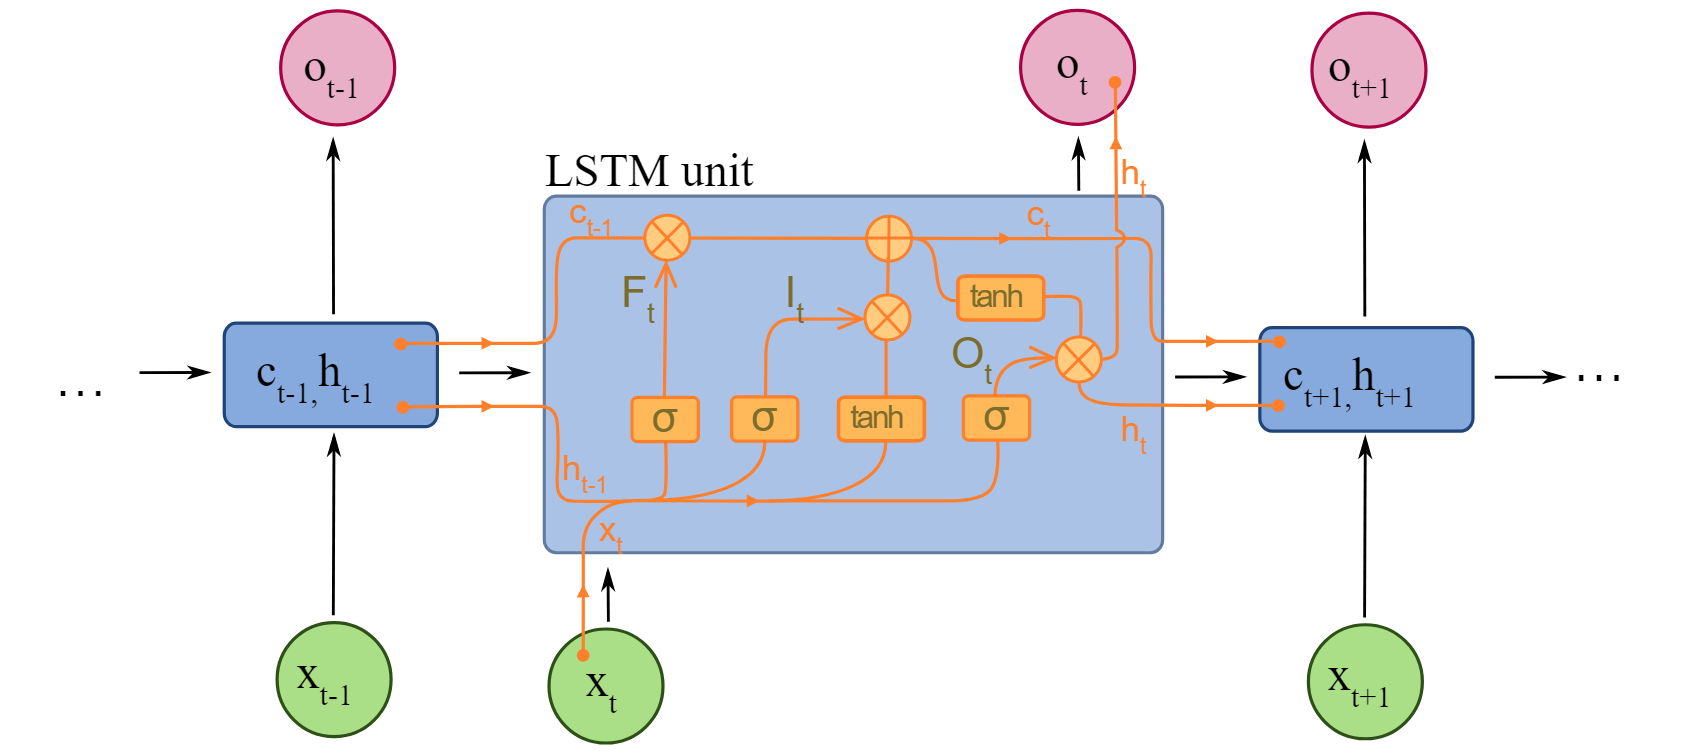 o t-1
o t
o t+1
LSTM unit
h t
c t-1
c t
F t
I t
tanh
O t
c t-1, h t-1
c t+1, h t+1
...
...
σ
σ
tanh
σ
h t
h t-1
x t
x t-1
x t
x t+1